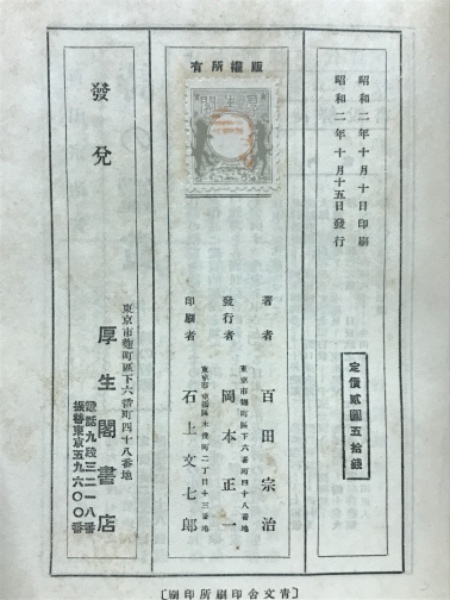 昭和二年十月十日印刷
昭和二年十月十五日發行
定價貳圓五拾錢
版權所有
著者 百田宗治
東京市麹町區下六番町四十八番地
發行者 岡本正一
東京市京橋區木挽町二丁目十三番地
印刷者 石上文七郎
發兌
東京市麹町區下六番町四十八番地
厚生閣書店
電話九段三二一八番
振替東京五九六〇〇番
〔青文舍印刷所印刷〕